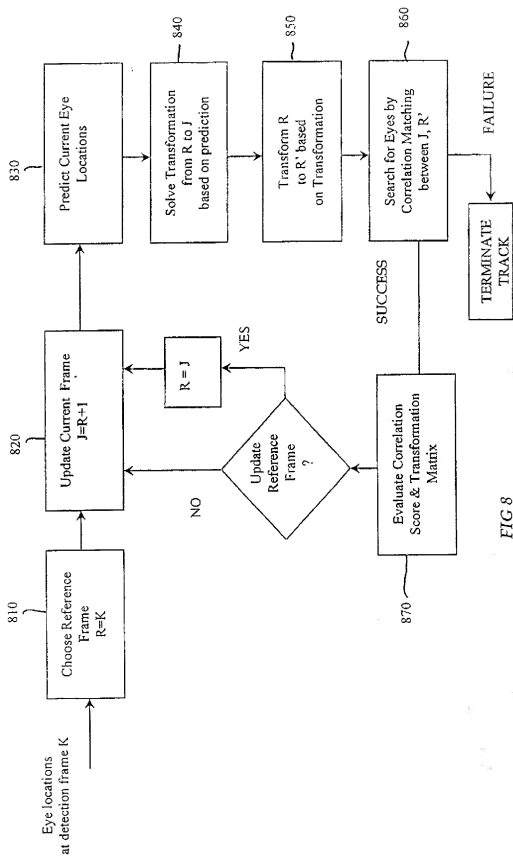 Eye locations
at detection frame K
810
Choose Reference
Frame
R=K
820
Update Current Frame
J=R+1
830
Predict Current Eye
Locations
840
Solve Transformation
from R to J
based on prediction
850
Transform R
to R' based
on Transformation
860
Search for Eyes by
Correlation Matching
between J, R'
FAILURE
TERMINATE
TRACK
SUCCESS
870
Evaluate Correlation
Score & Transformation
Matrix
Update
Reference
Frame
?
NO
YES
R = J
FIG 8